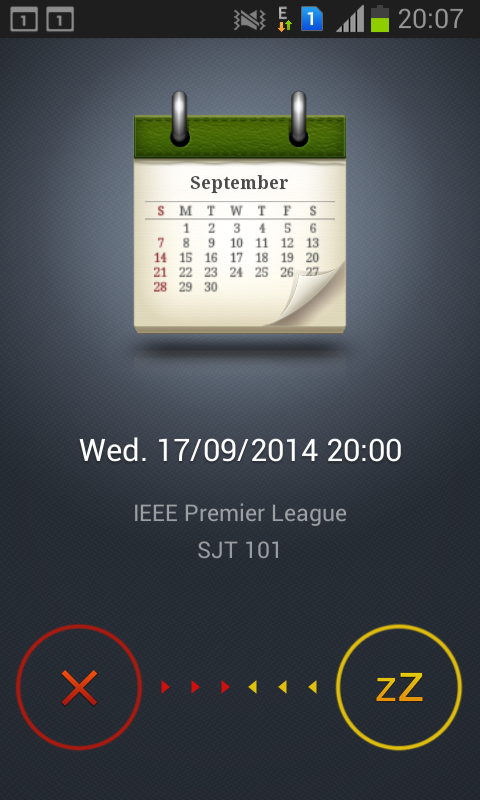 1 1 E 1 20:07
September
S M T W T F S
1 2 3 4 5 6
7 8 9 10 11 12 13
14 15 16 17 18 19 20
21 22 23 24 25 26 27
28 29 30
Wed. 17/09/2014 20:00
IEEE Premier League
SJT 101
zZ